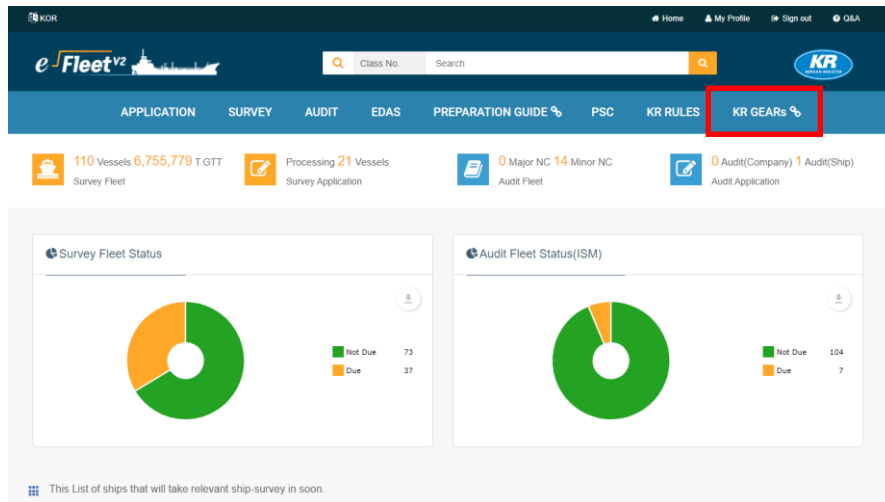 KOR
Home My Profile Sign out Q&A
e-Fleet V2
Class No. Search
KR
KOREAN REGISTER
APPLICATION SURVEY AUDIT EDAS PREPARATION GUIDE PSC KR RULES KR GEARs
110 Vessels 6,755,779 T.GTT
Survey Fleet
Processing 21 Vessels
Survey Application
0 Major NC 14 Minor NC
Audit Fleet
0 Audit(Company) 1 Audit(Ship)
Audit Application
Survey Fleet Status
Not Due 73
Due 37
Audit Fleet Status(ISM)
Not Due 104
Due 7
This List of ships that will take relevant ship-survey in soon.